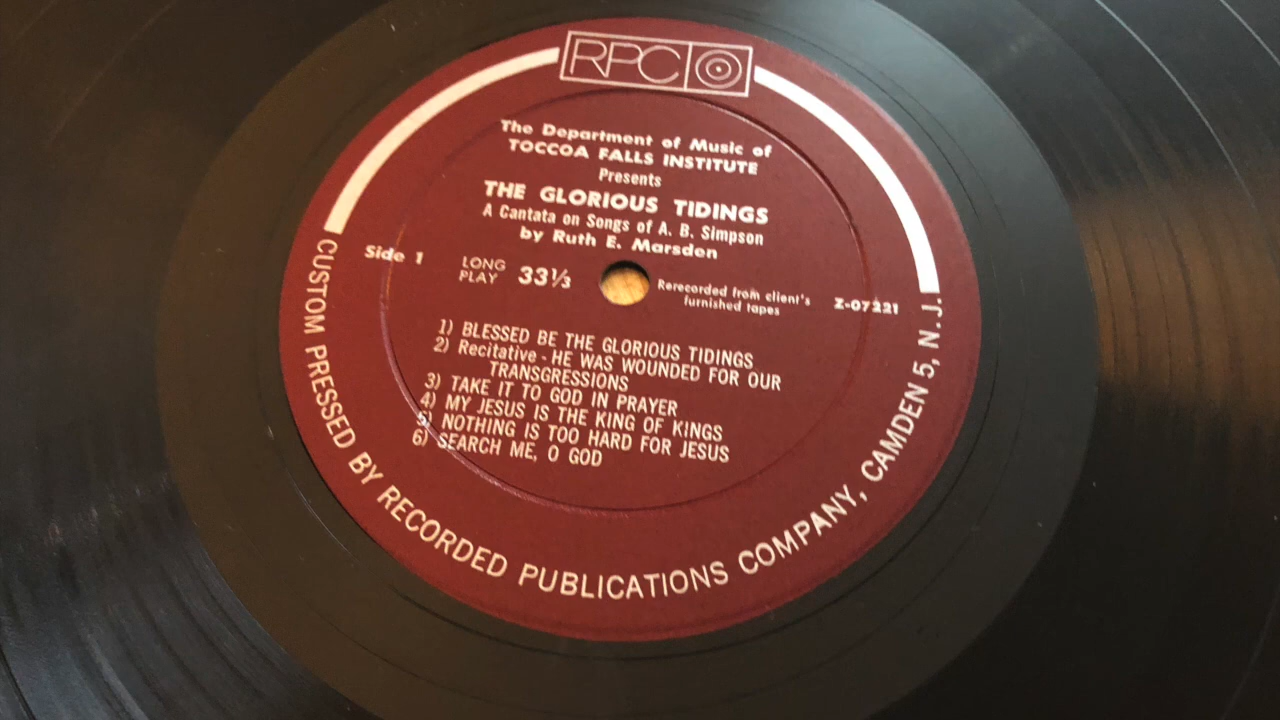 RPC
The Department of Music of
TOCCOA FALLS INSTITUTE
Presents
THE GLORIOUS TIDINGS
A Cantata on Songs of A. B. Simpson
by Ruth E. Marsden
Side 1
LONG
PLAY
33⅓
Rerecorded from client's
furnished tapes
Z-07221
1) BLESSED BE THE GLORIOUS TIDINGS
2) Recitative - HE WAS WOUNDED FOR OUR
TRANSGRESSIONS
3) TAKE IT TO GOD IN PRAYER
4) MY JESUS IS THE KING OF KINGS
5) NOTHING IS TOO HARD FOR JESUS
6) SEARCH ME, O GOD
CUSTOM PRESSED BY RECORDED PUBLICATIONS COMPANY, CAMDEN 5, N. J.